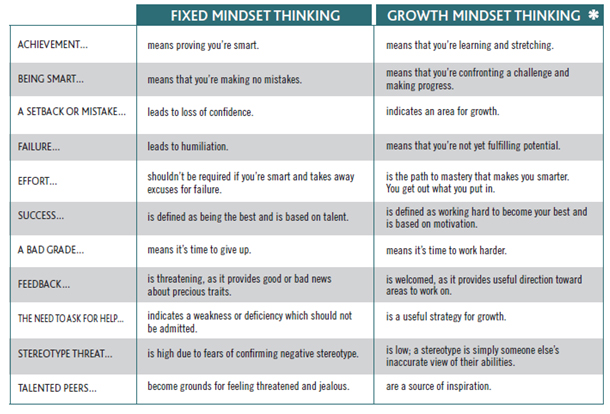 FIXED MINDSET THINKING GROWTH MINDSET THINKING *
ACHIEVEMENT... means proving you're smart. means that you're learning and stretching.
BEING SMART... means that you're making no mistakes. means that you're confronting a challenge and
making progress.
A SETBACK OR MISTAKE... leads to loss of confidence. indicates an area for growth.
FAILURE... leads to humiliation. means that you're not yet fulfilling potential.
EFFORT... shouldn't be required if you're smart and takes away
excuses for failure.
is the path to mastery that makes you smarter.
You get out what you put in.
SUCCESS... is defined as being the best and is based on talent.
is defined as working hard to become your best and
is based on motivation.
A BAD GRADE... means it's time to give up. means it's time to work harder.
FEEDBACK... is threatening, as it provides good or bad news
about precious traits.
is welcomed, as it provides useful direction toward
areas to work on.
THE NEED TO ASK FOR HELP... indicates a weakness or deficiency which should not
be admitted.
is a useful strategy for growth.
STEREOTYPE THREAT... is high due to fears of confirming negative stereotype.
is low; a stereotype is simply someone else's
inaccurate view of their abilities.
TALENTED PEERS... become grounds for feeling threatened and jealous. are a source of inspiration.